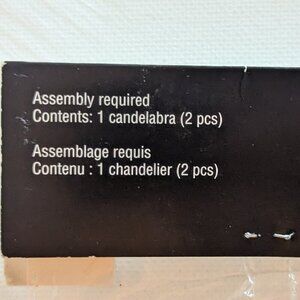 Assembly required
Contents: 1 candelabra (2 pcs)
Assemblage requis
Contenu : 1 chandelier (2 pcs)